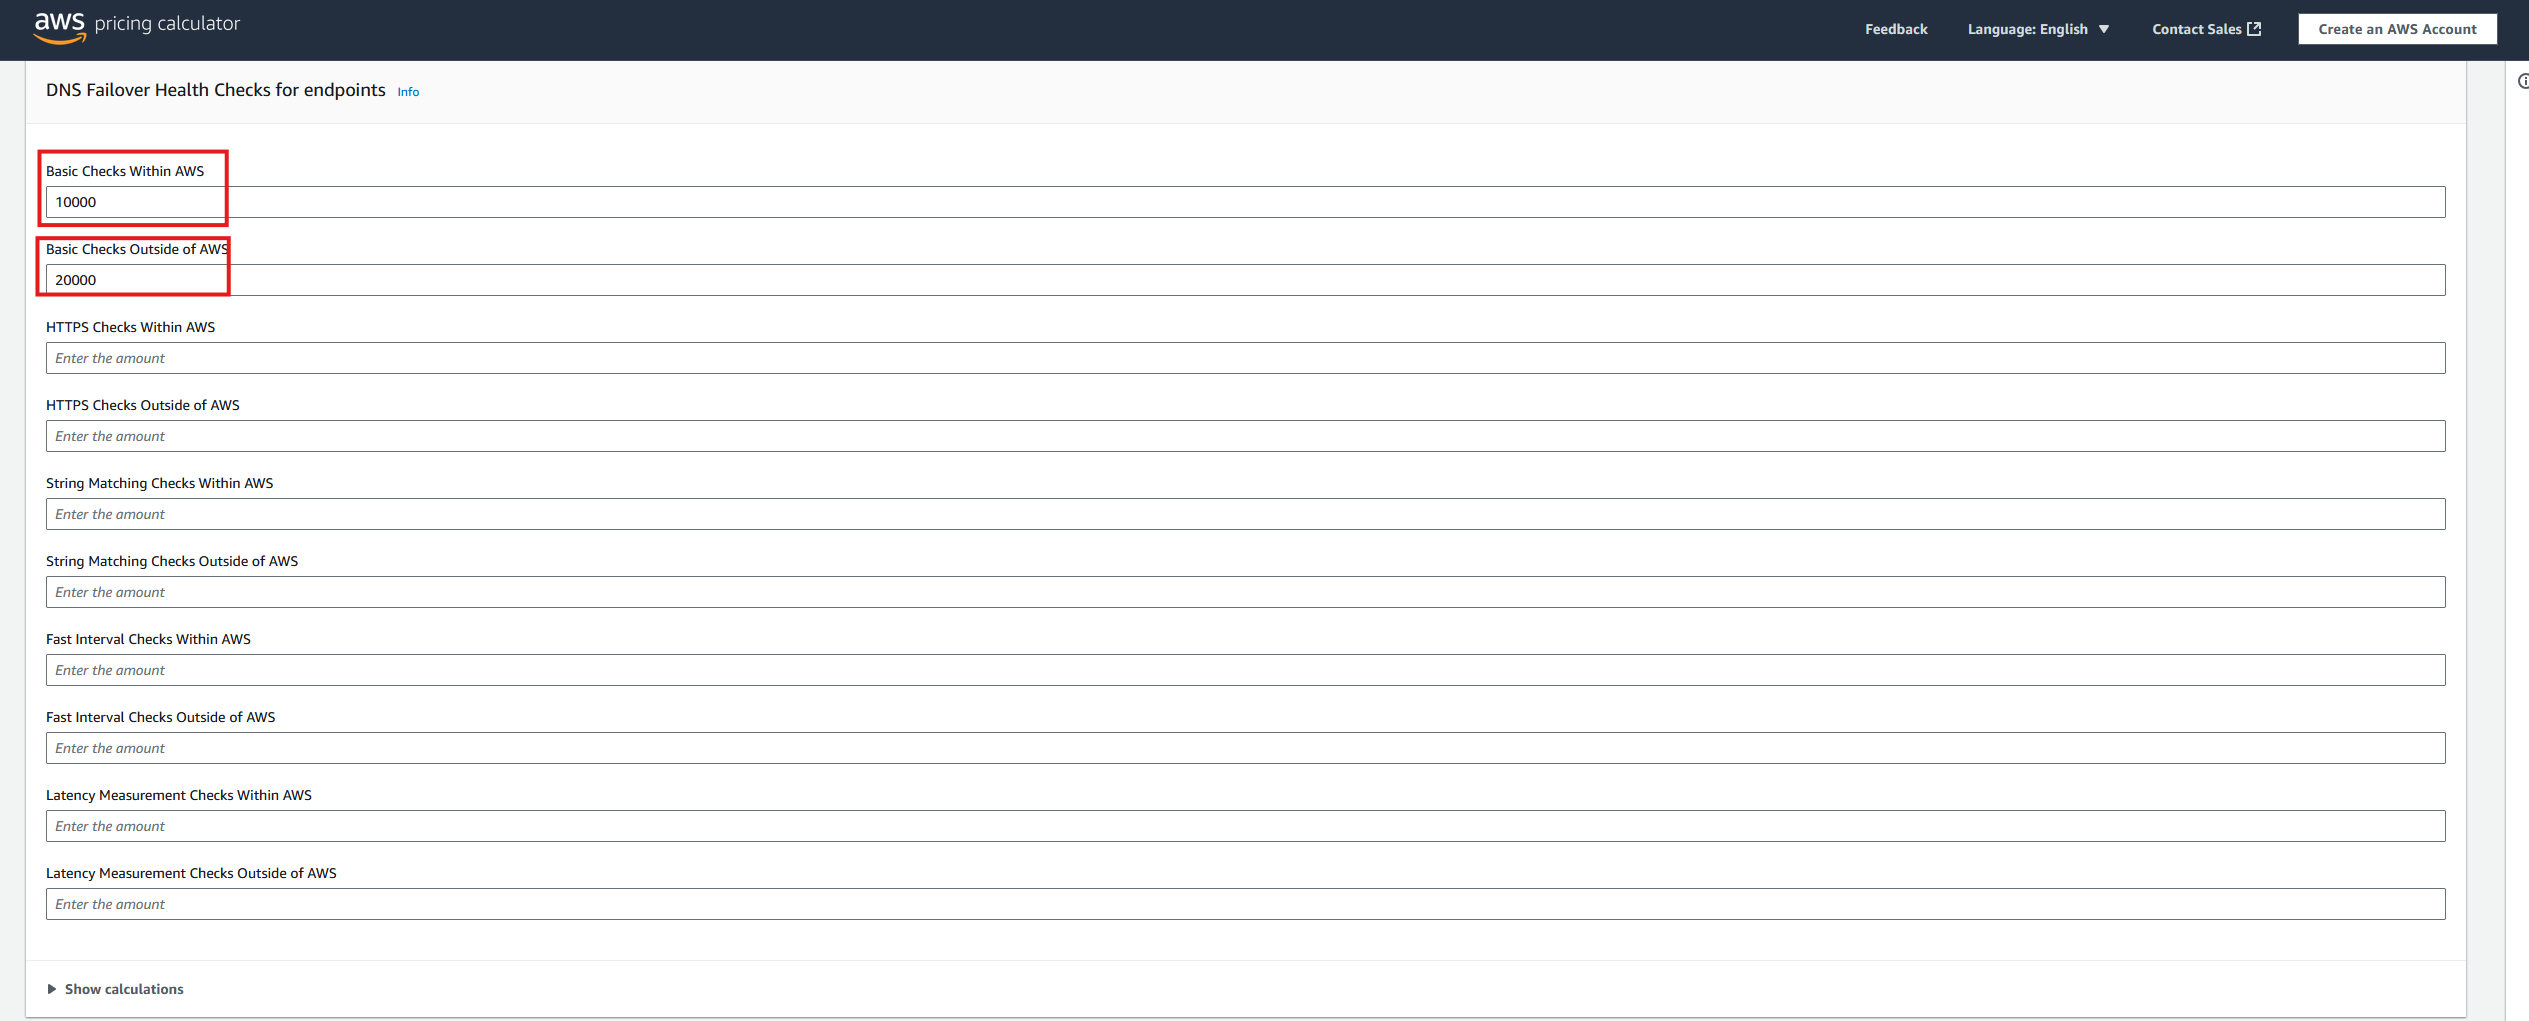 aws pricing calculator
Feedback
Language: English
Contact Sales
Create an AWS Account
DNS Failover Health Checks for endpoints Info
Basic Checks Within AWS
10000
Basic Checks Outside of AWS
20000
HTTPS Checks Within AWS
Enter the amount
HTTPS Checks Outside of AWS
Enter the amount
String Matching Checks Within AWS
Enter the amount
String Matching Checks Outside of AWS
Enter the amount
Fast Interval Checks Within AWS
Enter the amount
Fast Interval Checks Outside of AWS
Enter the amount
Latency Measurement Checks Within AWS
Enter the amount
Latency Measurement Checks Outside of AWS
Enter the amount
Show calculations